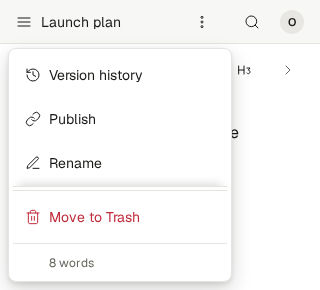 Launch plan
O
H3
Version history
Publish
e
Rename
Move to Trash
8 words